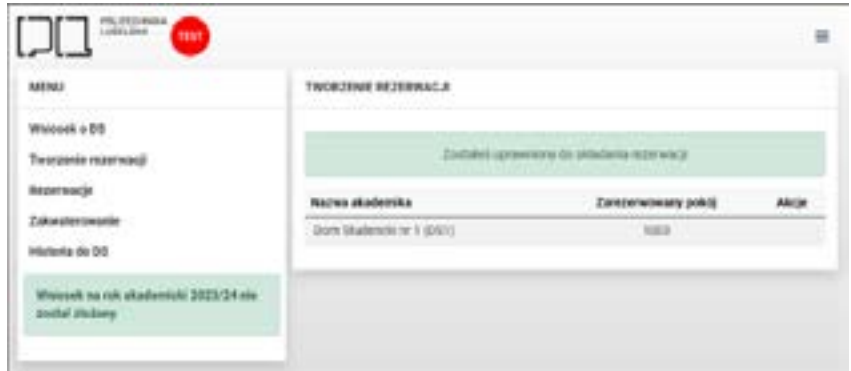 POLITECHNIKA
LUBELSKA
TEST
MENU
Wniosek o DS
Tworzenie rezerwacji
Rezerwacje
Zakwaterowanie
Historia do DS
Wniosek na rok akademicki 2023/24 nie
został złożony
TWORZENIE REZERWACJI
Zostałeś uprawniony do składania rezerwacji
Nazwa akademika Zarezerwowany pokój Akcje
Dom Studencki nr 1 (DS1)